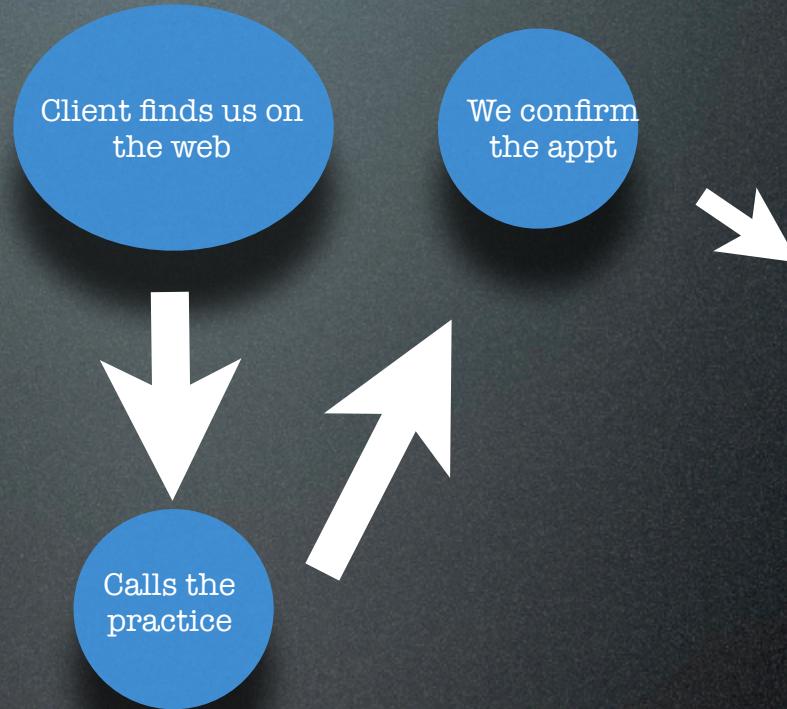 Client finds us on
the web
Calls the
practice
We confirm
the appt